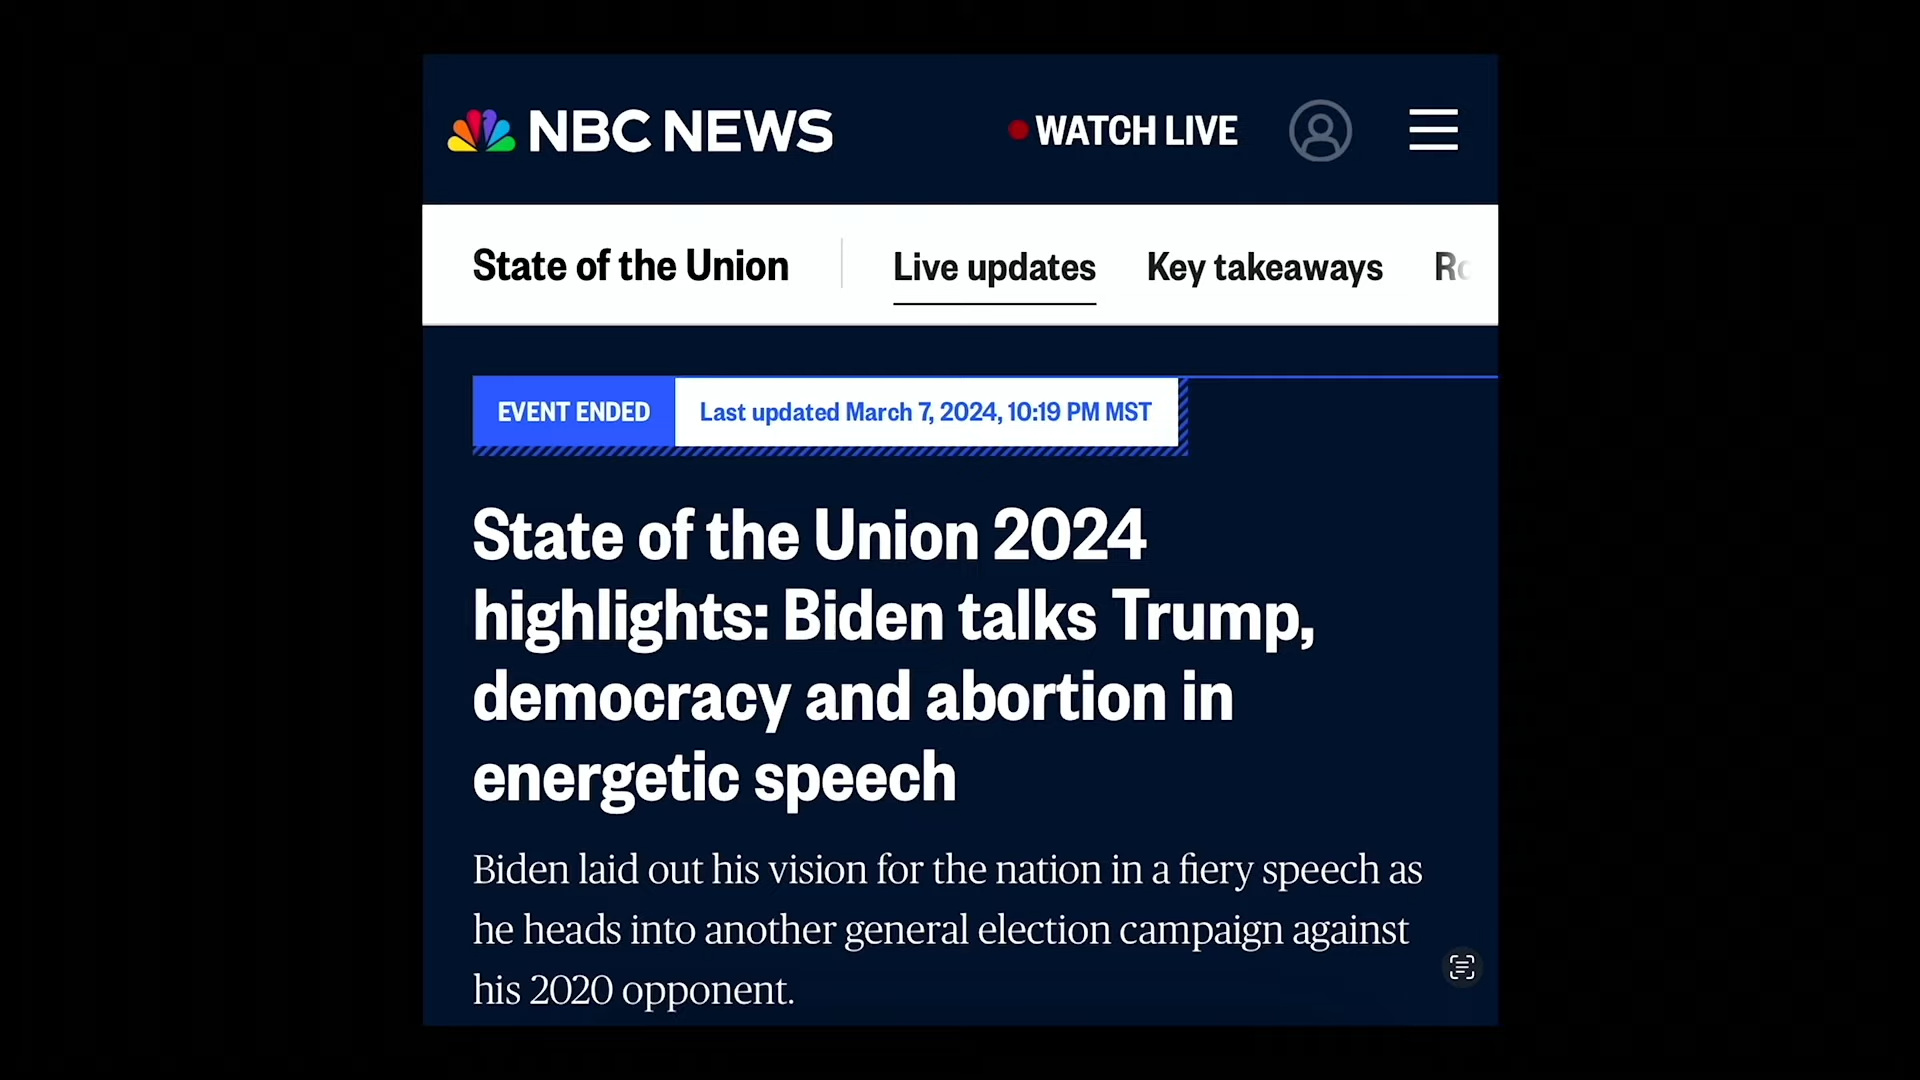 NBC NEWS
WATCH LIVE
State of the Union
Live updates
Key takeaways
EVENT ENDED
Last updated March 7, 2024, 10:19 PM MST
State of the Union 2024
highlights: Biden talks Trump,
democracy and abortion in
energetic speech
Biden laid out his vision for the nation in a fiery speech as
he heads into another general election campaign against
his 2020 opponent.